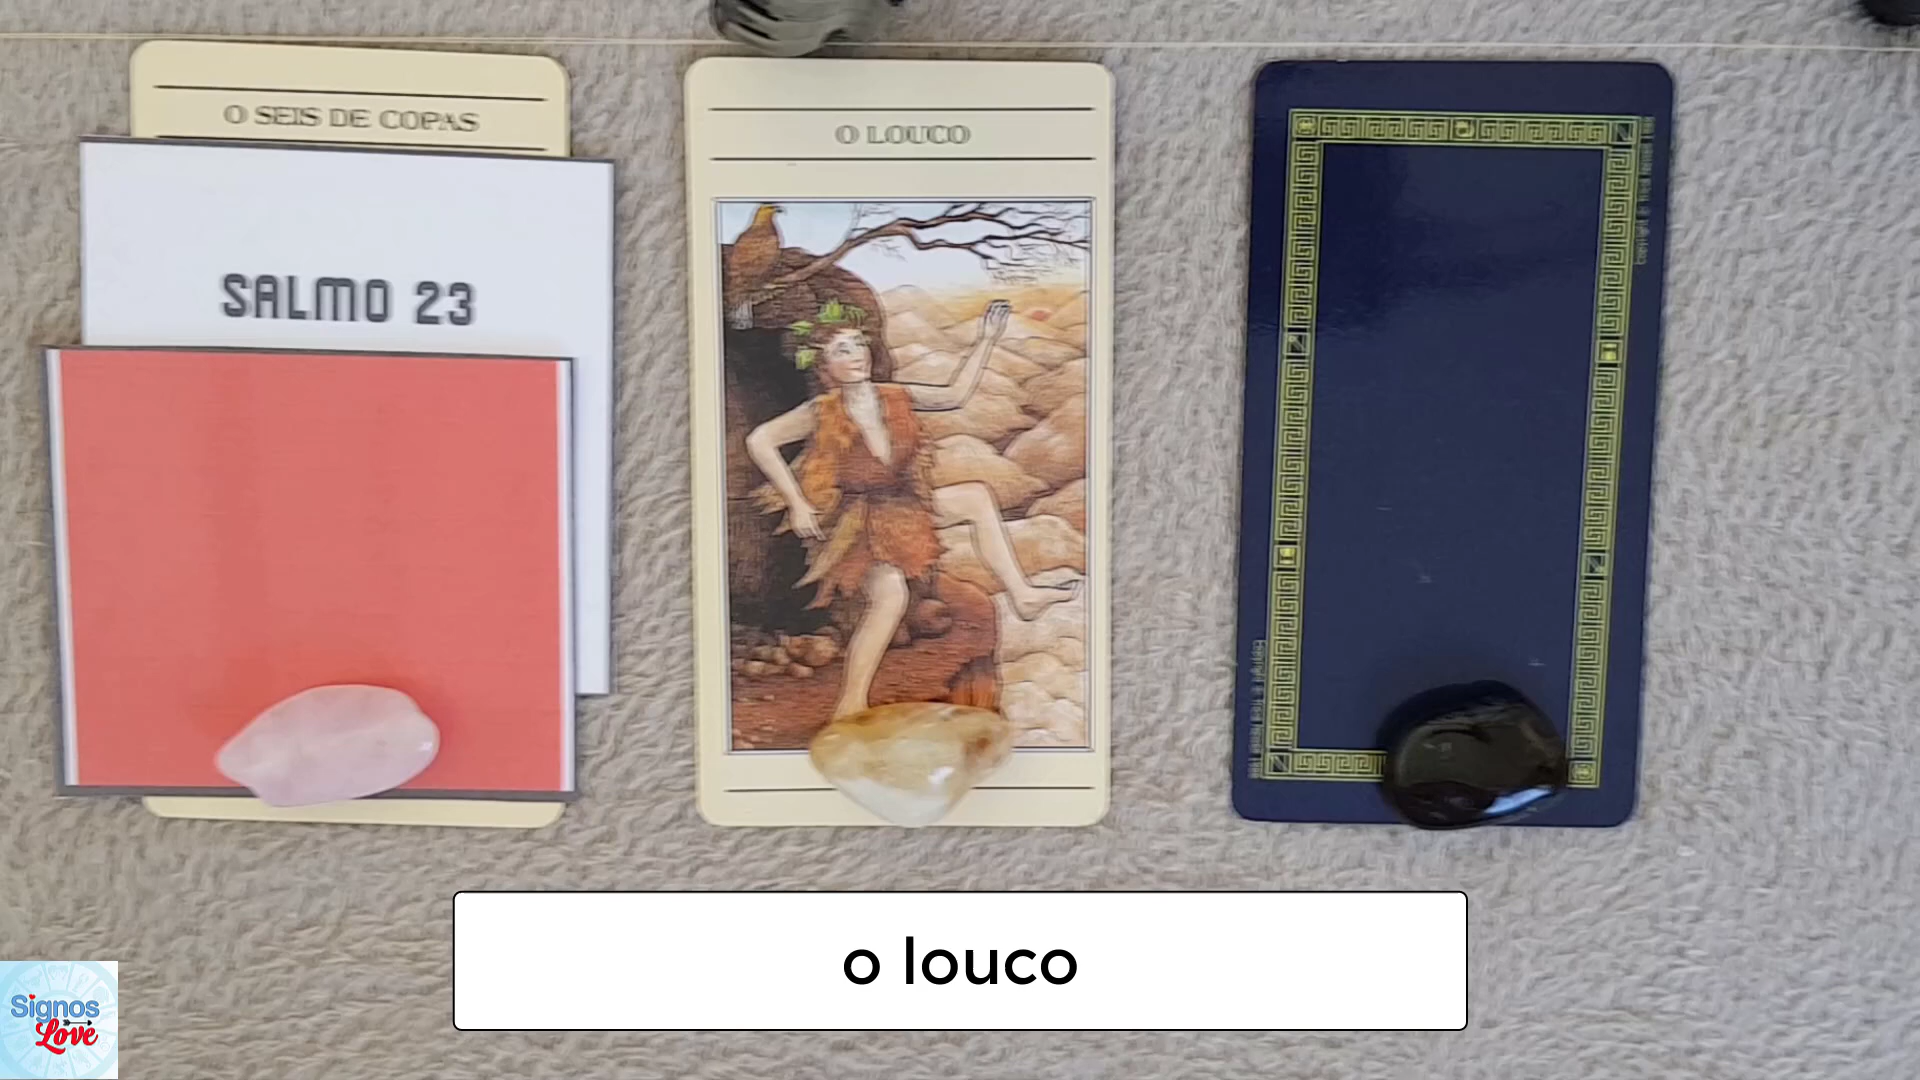 O SEIS DE COPAS
SALMO 23
O LOUCO
o louco
Signos
Love